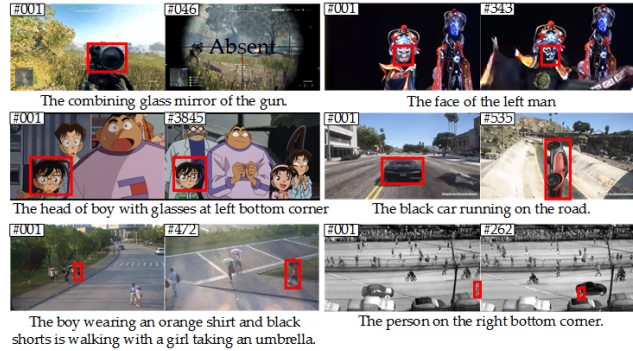 #001
#046
Absent
The combining glass mirror of the gun.
#001
#343
The face of the left man
#001
#3845
The head of boy with glasses at left bottom corner
#001
#535
The black car running on the road.
#001
#472
The boy wearing an orange shirt and black
shorts is walking with a girl taking an umbrella.
#001
#262
The person on the right bottom corner.